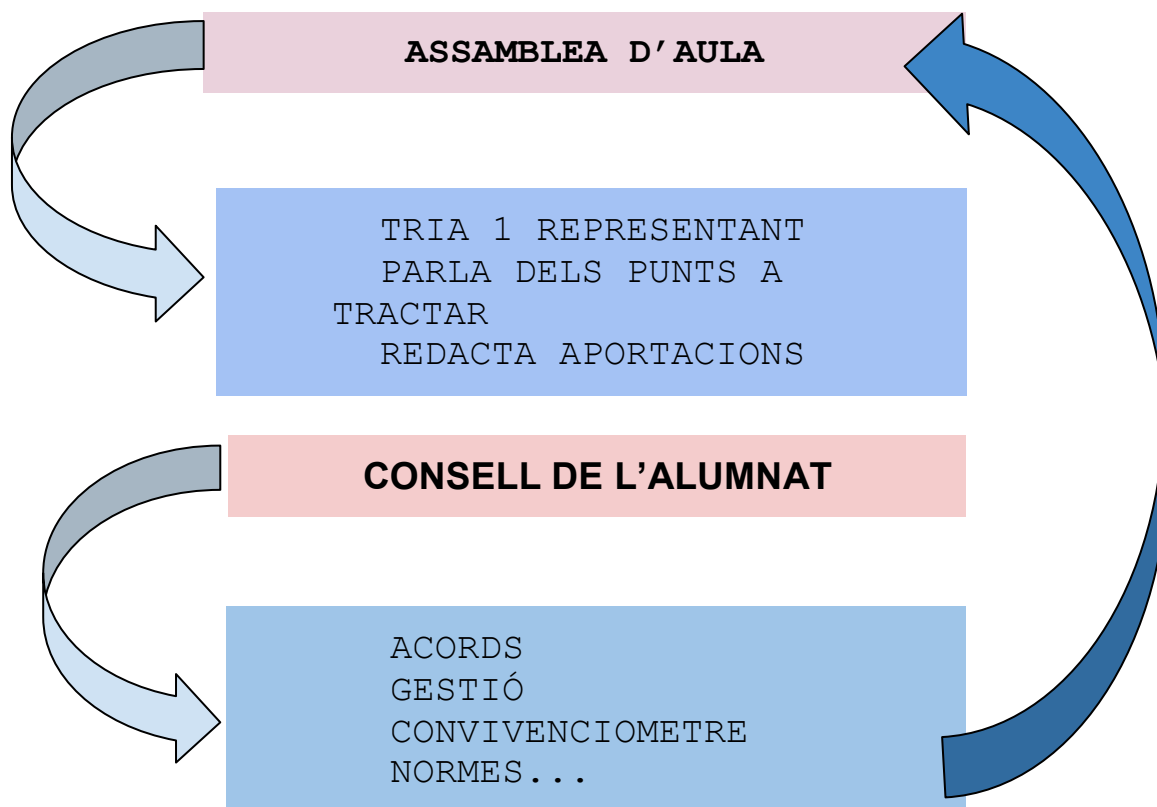 ASSAMBLEA D’AULA
TRIA 1 REPRESENTANT
PARLA DELS PUNTS A
TRACTAR
REDACTA APORTACIONS
CONSELL DE L’ALUMNAT
ACORDS
GESTIÓ
CONVIVENCIOMETRE
NORMES...